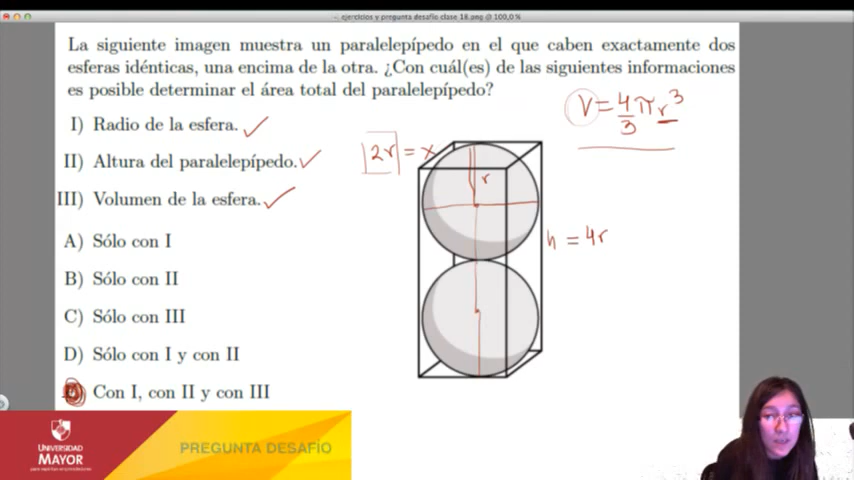 ejercicios y pregunta desafio clase 18.png @ 100,0%
La siguiente imagen muestra un paralelepípedo en el que caben exactamente dos
esferas idénticas, una encima de la otra. ¿Con cuál(es) de las siguientes informaciones
es posible determinar el área total del paralelepípedo?
V = 4/3 π r³
I) Radio de la esfera.
2r = x
II) Altura del paralelepípedo.
r
III) Volumen de la esfera.
A) Sólo con I
h = 4r
B) Sólo con II
C) Sólo con III
D) Sólo con I y con II
Con I, con II y con III
UNIVERSIDAD
MAYOR
PREGUNTA DESAFÍO